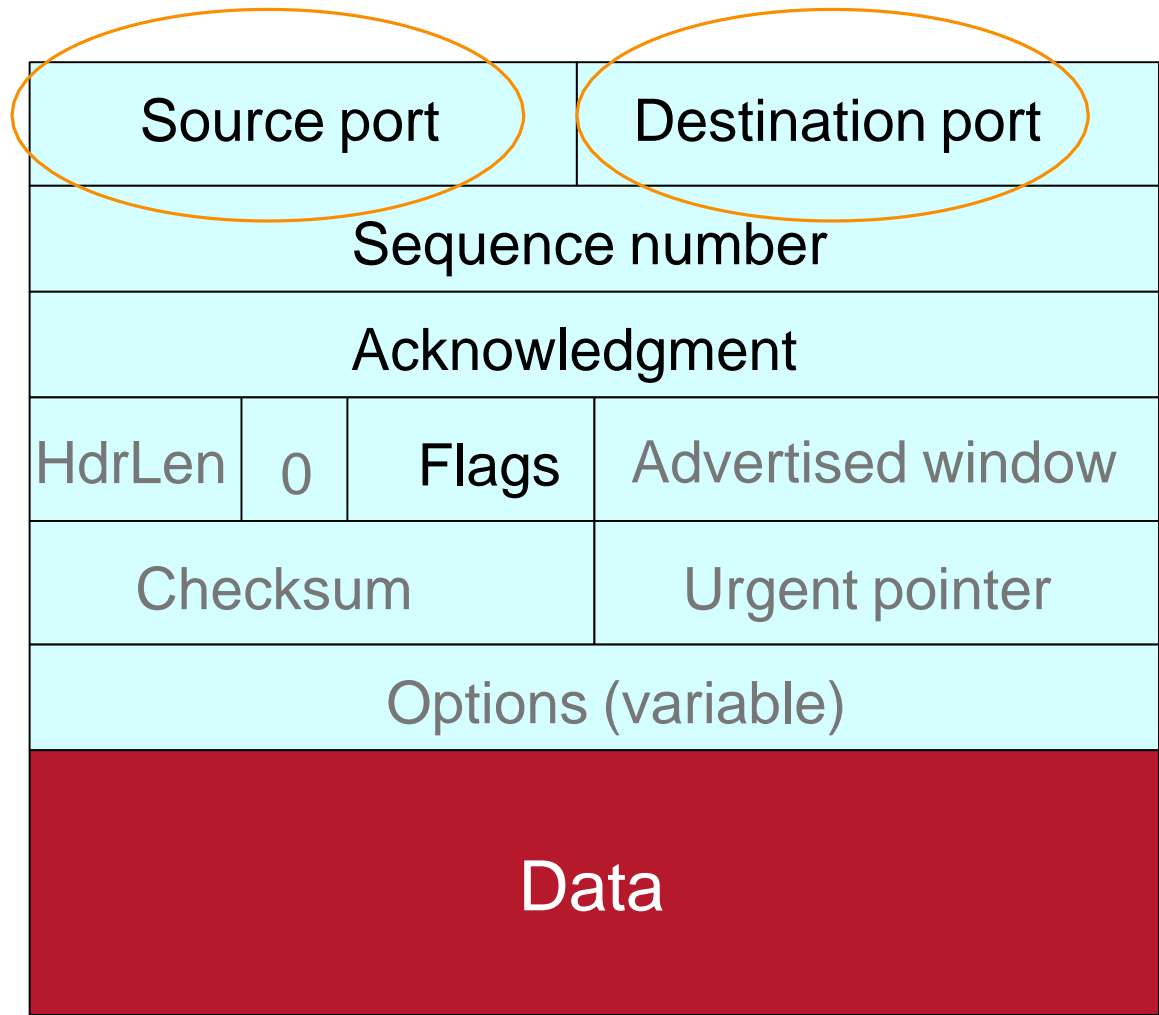 Source port Destination port
Sequence number
Acknowledgment
HdrLen 0 Flags Advertised window
Checksum Urgent pointer
Options (variable)
Data